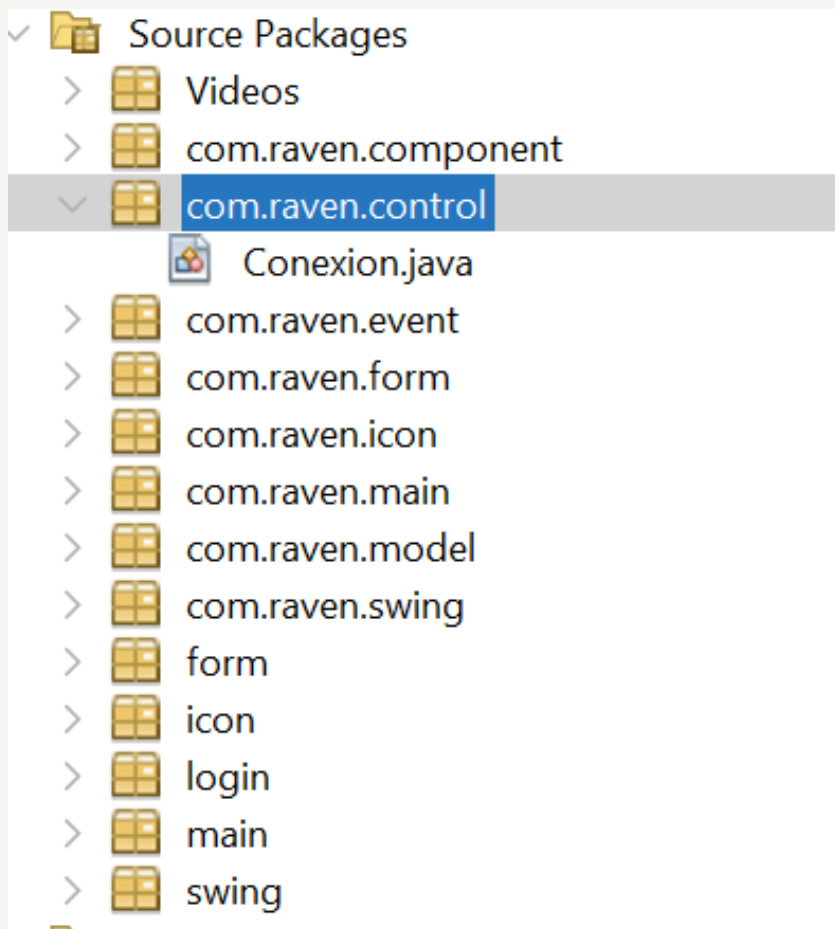 Source Packages
Videos
com.raven.component
com.raven.control
Conexion.java
com.raven.event
com.raven.form
com.raven.icon
com.raven.main
com.raven.model
com.raven.swing
form
icon
login
main
swing